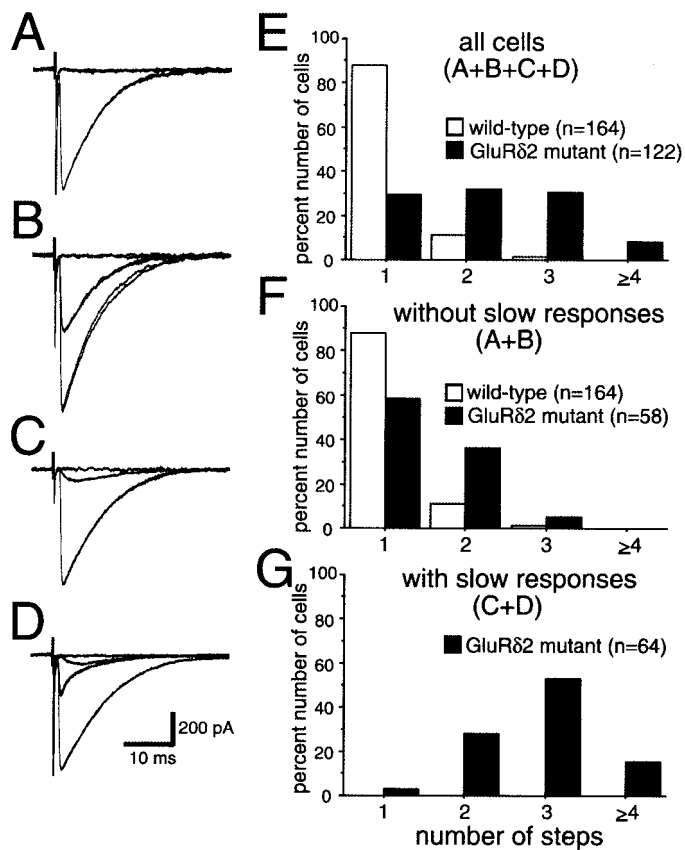 A
B
C
D
200 pA
10 ms
E
all cells
(A+B+C+D)
wild-type (n=164)
GluRδ2 mutant (n=122)
percent number of cells
100
80
60
40
20
0
1
2
3
≥4
F
without slow responses
(A+B)
wild-type (n=164)
GluRδ2 mutant (n=58)
percent number of cells
100
80
60
40
20
0
1
2
3
≥4
G
with slow responses
(C+D)
GluRδ2 mutant (n=64)
percent number of cells
100
80
60
40
20
0
1
2
3
≥4
number of steps